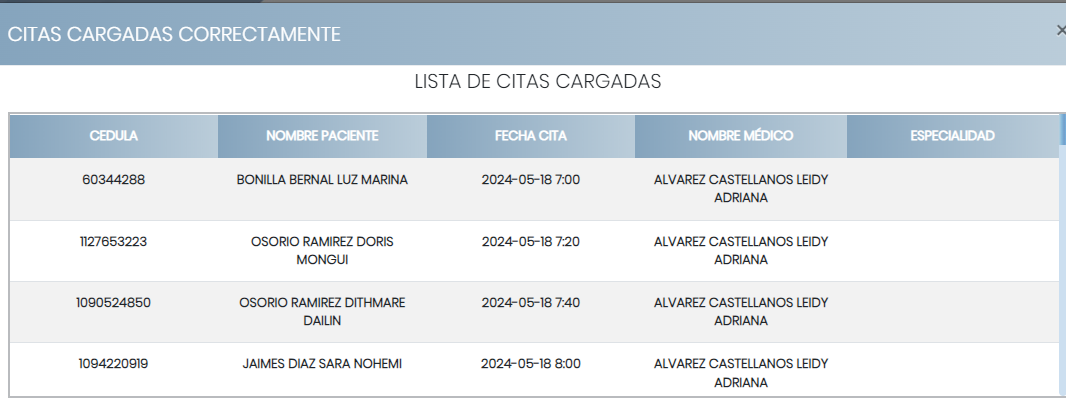 CITAS CARGADAS CORRECTAMENTE
×
LISTA DE CITAS CARGADAS
CEDULA NOMBRE PACIENTE FECHA CITA NOMBRE MÉDICO ESPECIALIDAD
60344288 BONILLA BERNAL LUZ MARINA 2024-05-18 7:00 ALVAREZ CASTELLANOS LEIDY
ADRIANA
1127653223 OSORIO RAMIREZ DORIS 2024-05-18 7:20 ALVAREZ CASTELLANOS LEIDY
MONGUI ADRIANA
1090524850 OSORIO RAMIREZ DITHMARE 2024-05-18 7:40 ALVAREZ CASTELLANOS LEIDY
DAILIN ADRIANA
1094220919 JAIMES DIAZ SARA NOHEMI 2024-05-18 8:00 ALVAREZ CASTELLANOS LEIDY
ADRIANA